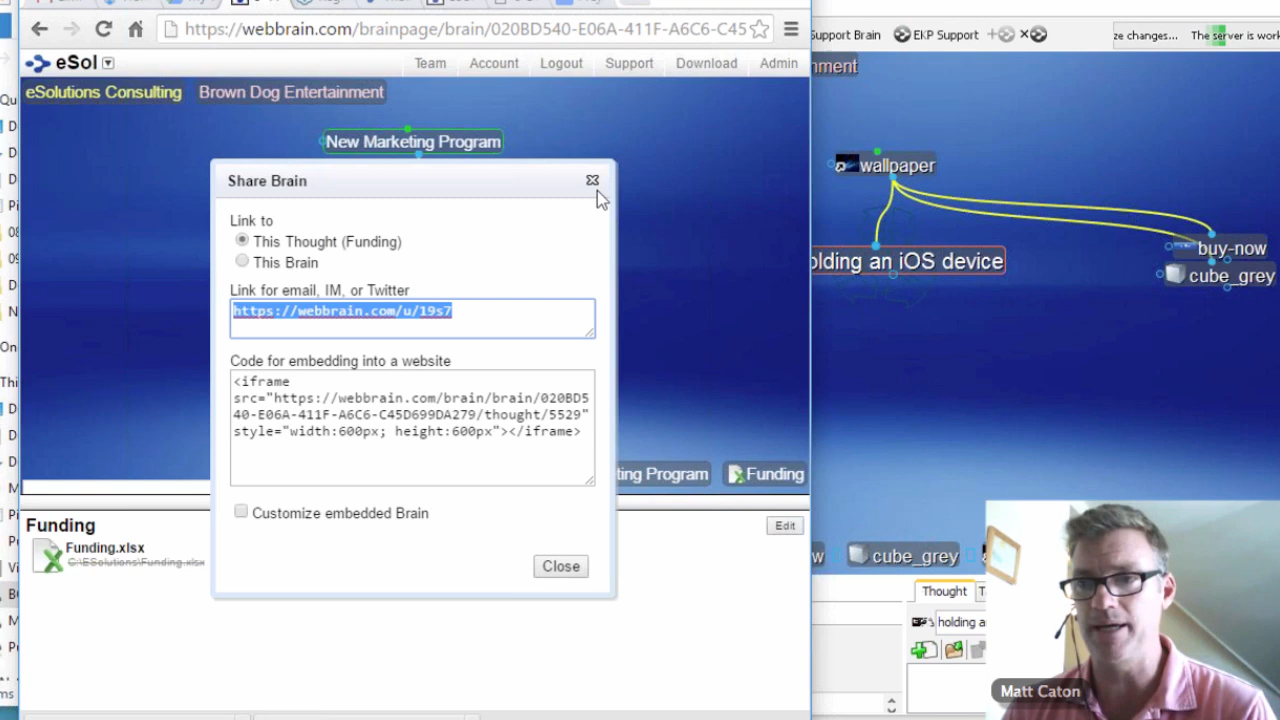 https://webbrain.com/brainpage/brain/020BD540-E06A-411F-A6C6-C45
eSol
Team Account Logout Support Download Admin
eSolutions Consulting Brown Dog Entertainment
New Marketing Program
Share Brain
Link to
This Thought (Funding)
This Brain
Link for email, IM, or Twitter
https://webbrain.com/u/19s7
Code for embedding into a website
<iframe
src="https://webbrain.com/brain/brain/020BD5
40-E06A-411F-A6C6-C45D699DA279/thought/5529"
style="width:600px; height:600px"></iframe>
Customize embedded Brain
Close
ting Program Funding
Funding
Edit
Funding.xlsx
C:\ESolutions\Funding.xlsx
upport Brain EKP Support ze changes... The server is work
nment
wallpaper
olding an iOS device
buy-now
cube_grey
w cube_grey
Thought T
holding a
Matt Caton